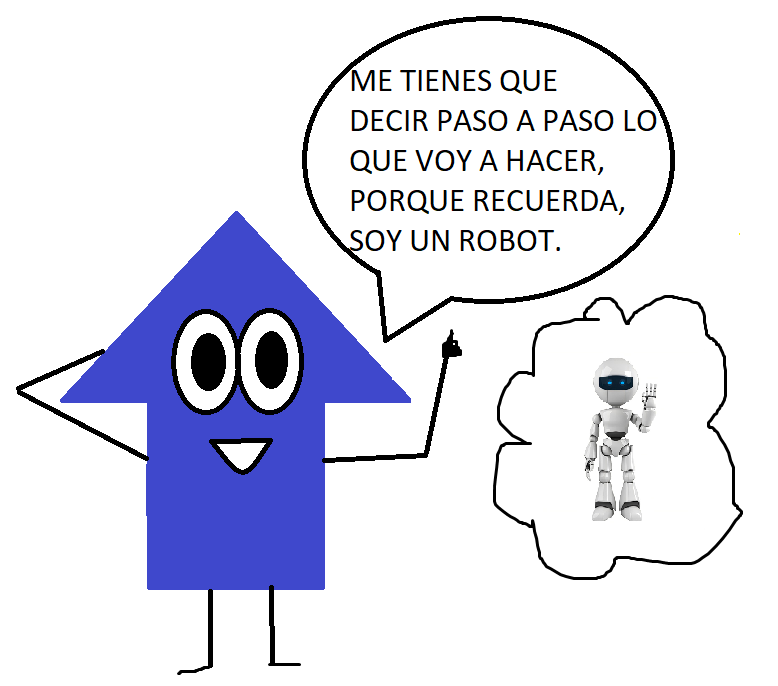 ME TIENES QUE
DECIR PASO A PASO LO
QUE VOY A HACER,
PORQUE RECUERDA,
SOY UN ROBOT.